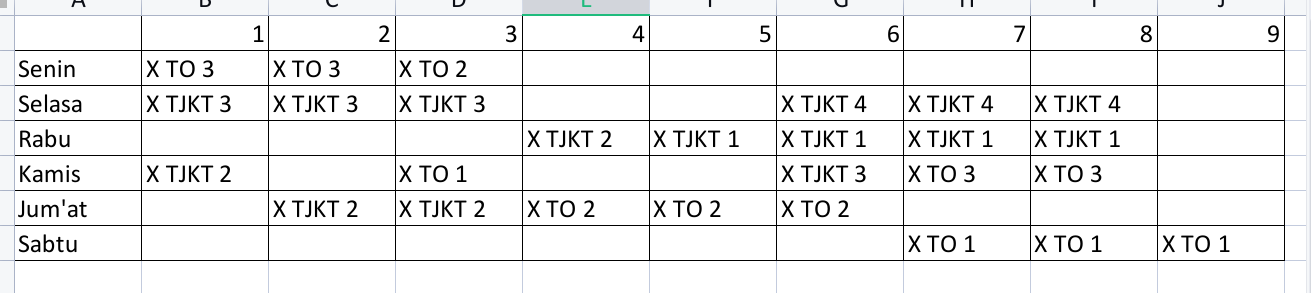 A B C D E F G H I J
1 2 3 4 5 6 7 8 9
Senin X TO 3 X TO 3 X TO 2
Selasa X TJKT 3 X TJKT 3 X TJKT 3 X TJKT 4 X TJKT 4 X TJKT 4
Rabu X TJKT 2 X TJKT 1 X TJKT 1 X TJKT 1 X TJKT 1
Kamis X TJKT 2 X TO 1 X TJKT 3 X TO 3 X TO 3
Jum'at X TJKT 2 X TJKT 2 X TO 2 X TO 2 X TO 2
Sabtu X TO 1 X TO 1 X TO 1